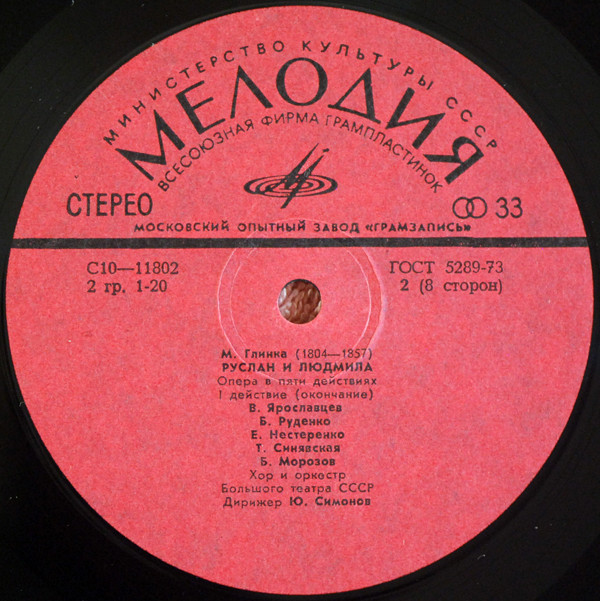 МИНИСТЕРСТВО КУЛЬТУРЫ СССР
МЕЛОДИЯ
ВСЕСОЮЗНАЯ ФИРМА ГРАМПЛАСТИНОК
СТЕРЕО
33
МОСКОВСКИЙ ОПЫТНЫЙ ЗАВОД «ГРАМЗАПИСЬ»
С10—11802
ГОСТ 5289-73
2 гр. 1-20
2 (8 сторон)
М. Глинка (1804—1857)
РУСЛАН И ЛЮДМИЛА
Опера в пяти действиях
I действие (окончание)
В. Ярославцев
Б. Руденко
Е. Нестеренко
Т. Синявская
Б. Морозов
Хор и оркестр
Большого театра СССР
Дирижер Ю. Симонов